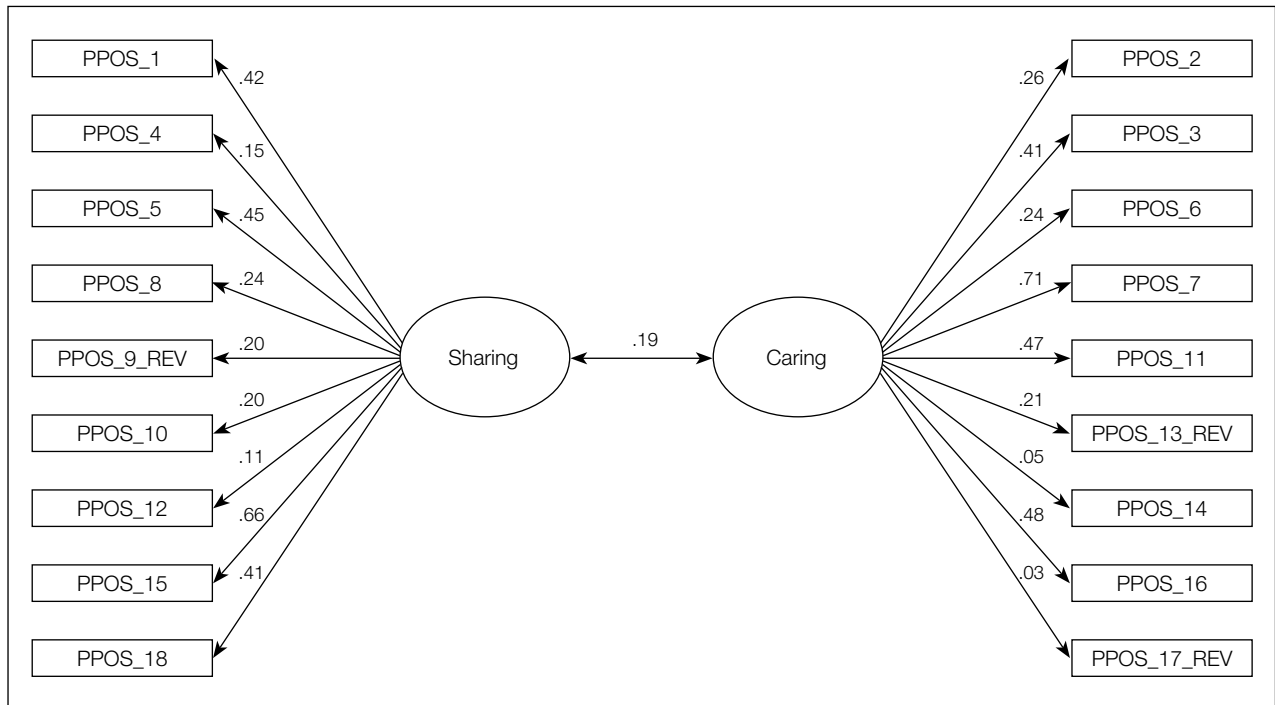 PPOS_1
.42
PPOS_4
.15
PPOS_5
.45
PPOS_8
.24
PPOS_9_REV
.20
PPOS_10
.20
PPOS_12
.11
PPOS_15
.66
PPOS_18
.41
Sharing
.19
Caring
.26
PPOS_2
.41
PPOS_3
.24
PPOS_6
.71
PPOS_7
.47
PPOS_11
.21
PPOS_13_REV
.05
PPOS_14
.48
PPOS_16
.03
PPOS_17_REV